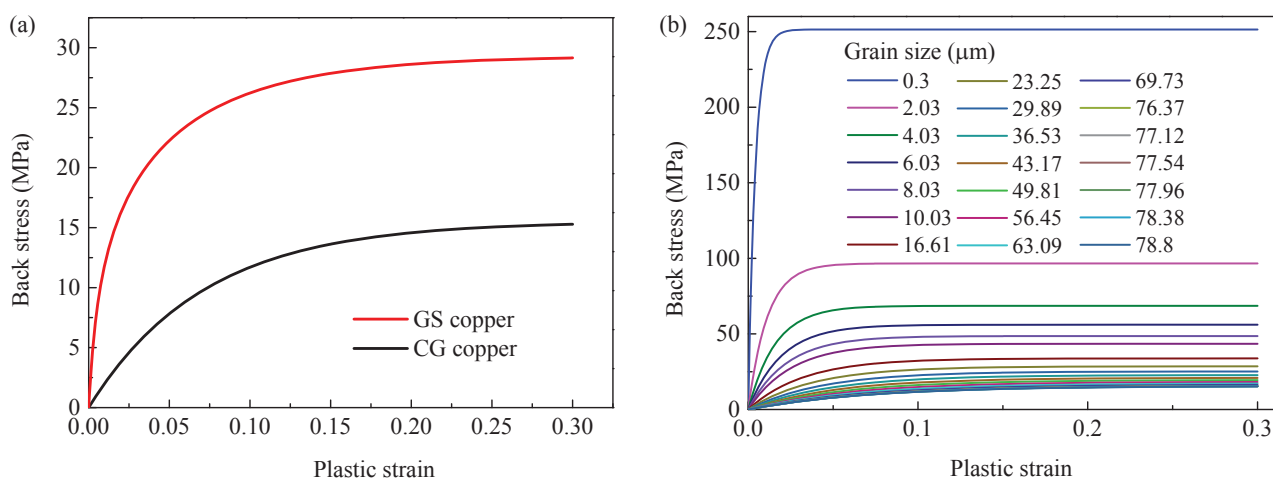 (a)
30
25
20
15
10
5
0
Back stress (MPa)
GS copper
CG copper
0.00 0.05 0.10 0.15 0.20 0.25 0.30
Plastic strain
(b)
250
200
150
100
50
0
Back stress (MPa)
Grain size (μm)
0.3 23.25 69.73
2.03 29.89 76.37
4.03 36.53 77.12
6.03 43.17 77.54
8.03 49.81 77.96
10.03 56.45 78.38
16.61 63.09 78.8
0.0 0.1 0.2 0.3
Plastic strain